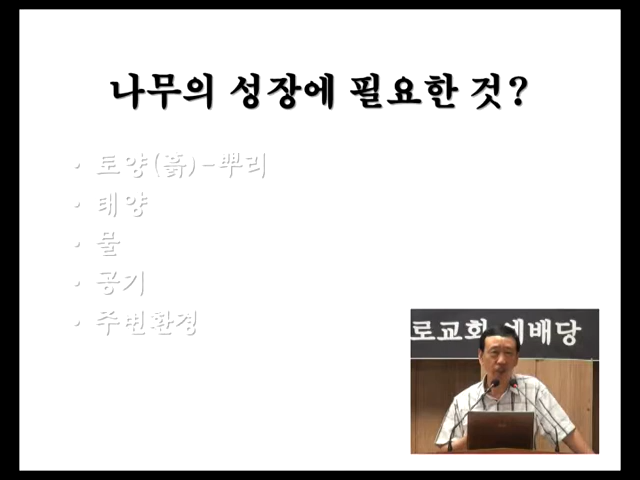 나무의 성장에 필요한 것?
· 토양(흙)-뿌리
· 태양
· 물
· 공기
· 주변환경
로교회 예배당